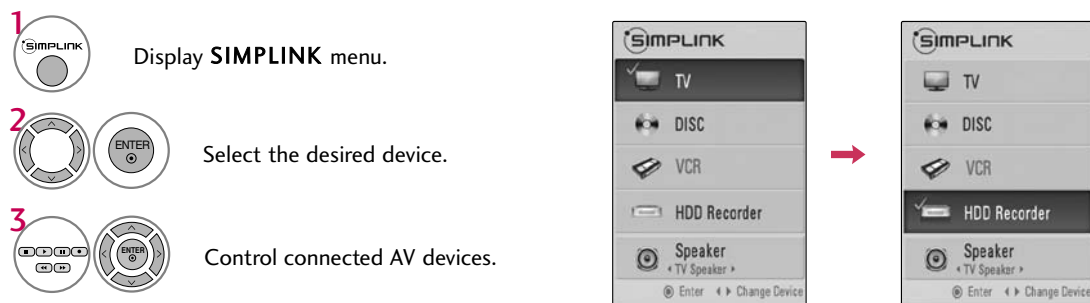 1
SIMPLINK
Display SIMPLINK menu.
2
ENTER
Select the desired device.
3
ENTER
Control connected AV devices.
SIMPLINK
TV
DISC
VCR
HDD Recorder
Speaker
TV Speaker
Enter Change Device
SIMPLINK
TV
DISC
VCR
HDD Recorder
Speaker
TV Speaker
Enter Change Device